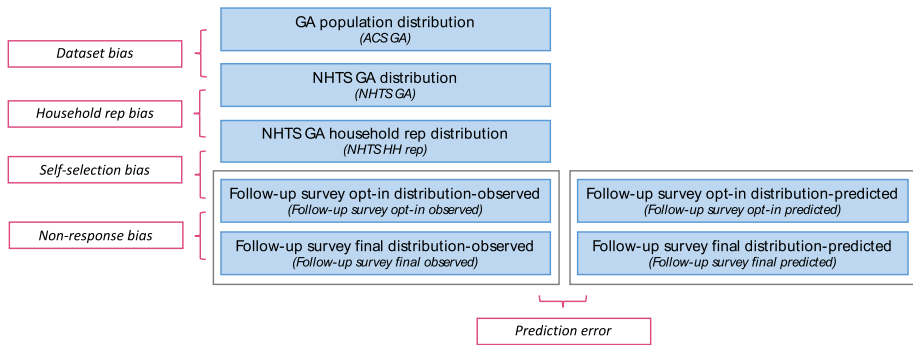 GA population distribution
(ACS GA)
Dataset bias
NHTS GA distribution
(NHTS GA)
Household rep bias
NHTS GA household rep distribution
(NHTS HH rep)
Self-selection bias
Follow-up survey opt-in distribution-observed
(Follow-up survey opt-in observed)
Follow-up survey opt-in distribution-predicted
(Follow-up survey opt-in predicted)
Non-response bias
Follow-up survey final distribution-observed
(Follow-up survey final observed)
Follow-up survey final distribution-predicted
(Follow-up survey final predicted)
Prediction error